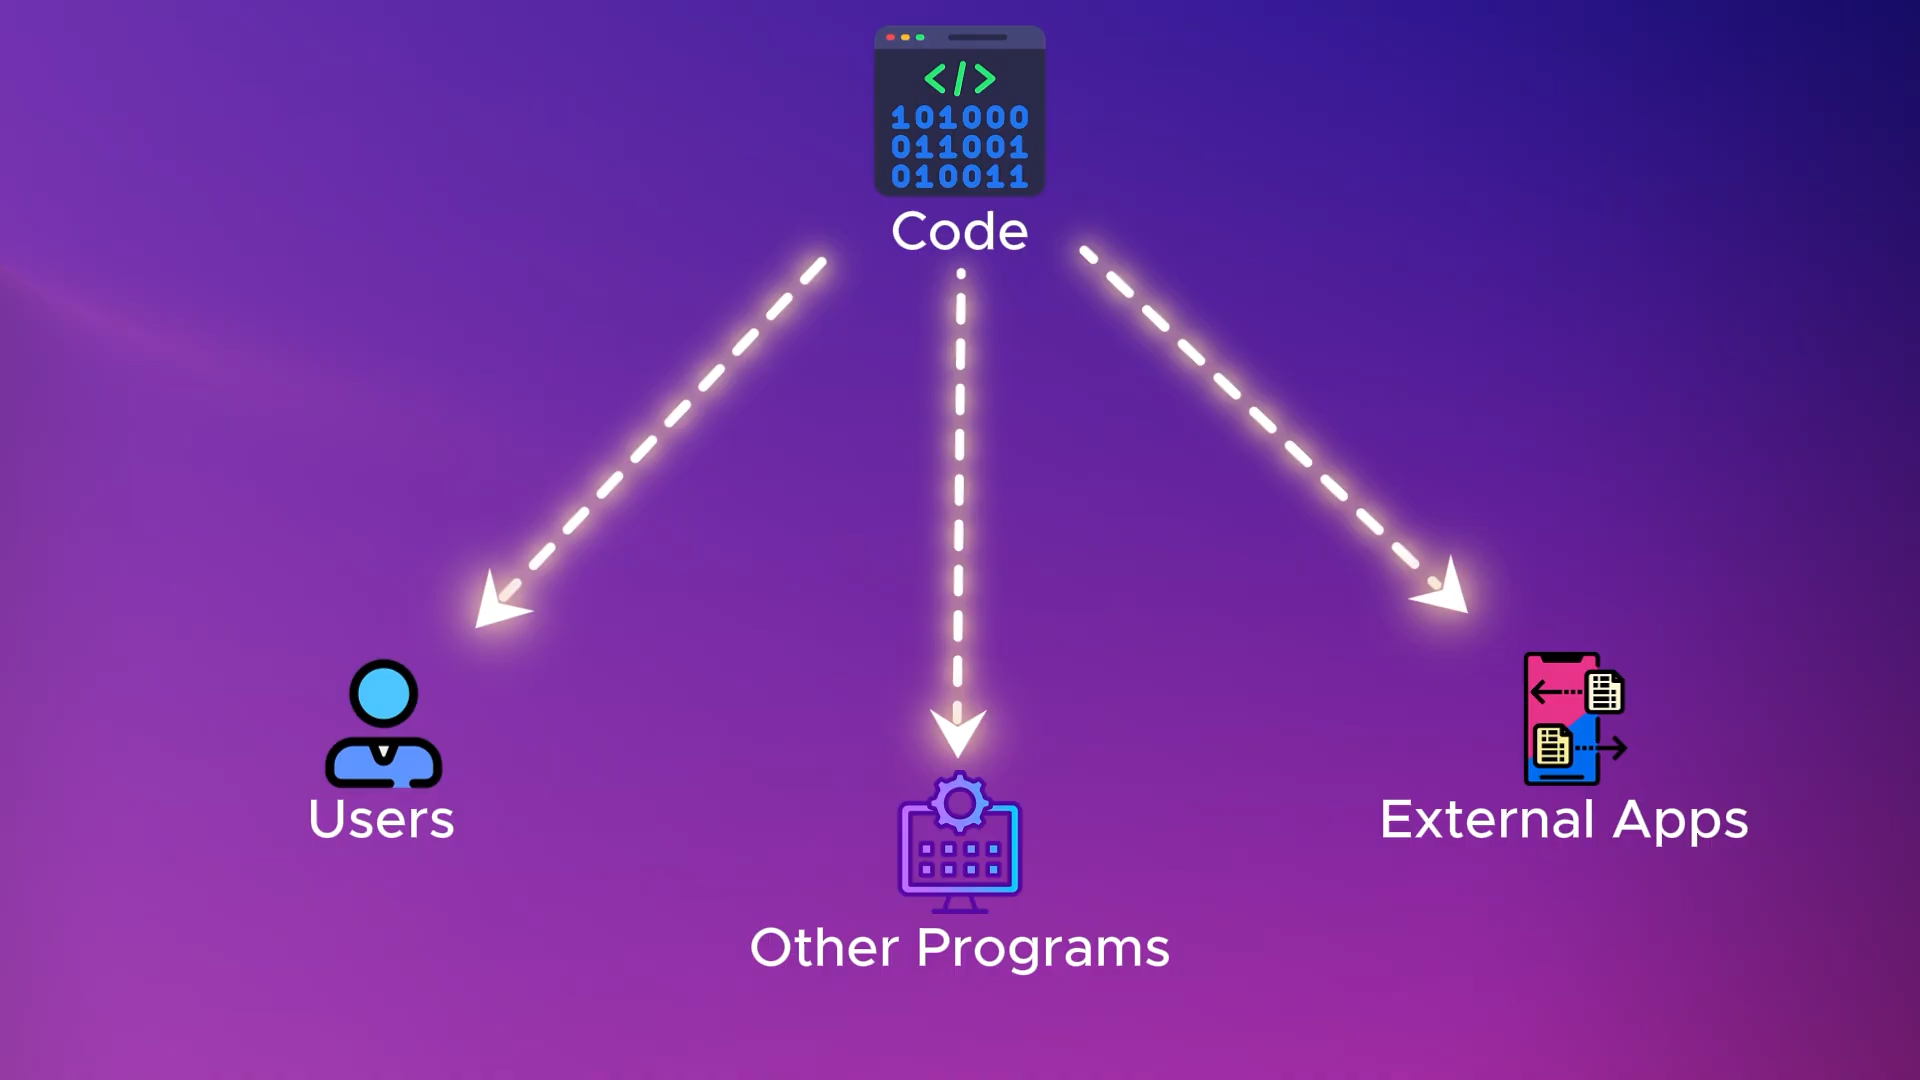 </>
101000
011001
010011
Code
Users
External Apps
Other Programs